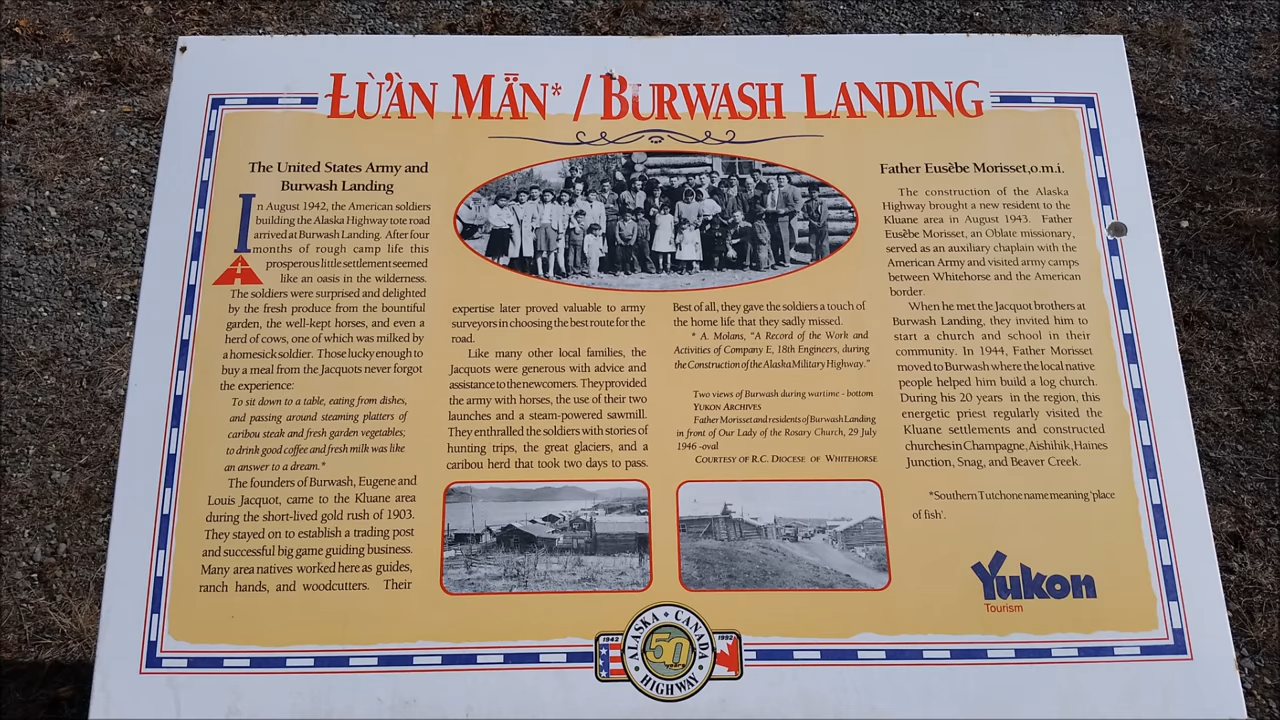 ŁÙ'ÀN MÄ̀N* / BURWASH LANDING
The United States Army and
Burwash Landing
In August 1942, the American soldiers
building the Alaska Highway tote road
arrived at Burwash Landing. After four
months of rough camp life this
prosperous little settlement seemed
like an oasis in the wilderness.
The soldiers were surprised and delighted
by the fresh produce from the bountiful
garden, the well-kept horses, and even a
herd of cows, one of which was milked by
a homesick soldier. Those lucky enough to
buy a meal from the Jacquots never forgot
the experience:
To sit down to a table, eating from dishes,
and passing around steaming platters of
caribou steak and fresh garden vegetables;
to drink good coffee and fresh milk was like
an answer to a dream.*
The founders of Burwash, Eugene and
Louis Jacquot, came to the Kluane area
during the short-lived gold rush of 1903.
They stayed on to establish a trading post
and successful big game guiding business.
Many area natives worked here as guides,
ranch hands, and woodcutters. Their
expertise later proved valuable to army
surveyors in choosing the best route for the
road.
Like many other local families, the
Jacquots were generous with advice and
assistance to the newcomers. They provided
the army with horses, the use of their two
launches and a steam-powered sawmill.
They enthralled the soldiers with stories of
hunting trips, the great glaciers, and a
caribou herd that took two days to pass.
Best of all, they gave the soldiers a touch of
the home life that they sadly missed.
* A. Molans, "A Record of the Work and
Activities of Company E, 18th Engineers, during
the Construction of the Alaska Military Highway."
Two views of Burwash during wartime - bottom
YUKON ARCHIVES
Father Morisset and residents of Burwash Landing
in front of Our Lady of the Rosary Church, 29 July
1946 -oval
COURTESY OF R.C. DIOCESE OF WHITEHORSE
Father Eusèbe Morisset,o.m.i.
The construction of the Alaska
Highway brought a new resident to the
Kluane area in August 1943. Father
Eusèbe Morisset, an Oblate missionary,
served as an auxiliary chaplain with the
American Army and visited army camps
between Whitehorse and the American
border.
When he met the Jacquot brothers at
Burwash Landing, they invited him to
start a church and school in their
community. In 1944, Father Morisset
moved to Burwash where the local native
people helped him build a log church.
During his 20 years in the region, this
energetic priest regularly visited the
Kluane settlements and constructed
churches in Champagne, Aishihik, Haines
Junction, Snag, and Beaver Creek.
*Southern Tutchone name meaning 'place
of fish'.
Yukon
Tourism
1942
ALASKA • CANADA
50
years
HIGHWAY
1992